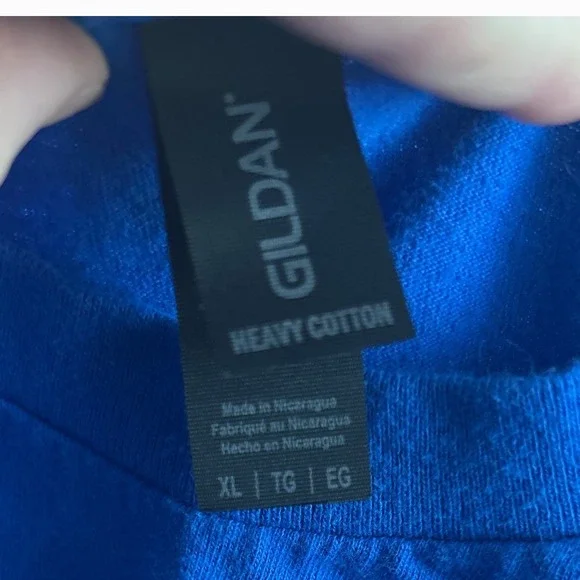 GILDAN
HEAVY COTTON
Made in Nicaragua
Fabriqué au Nicaragua
Hecho en Nicaragua
XL | TG | EG